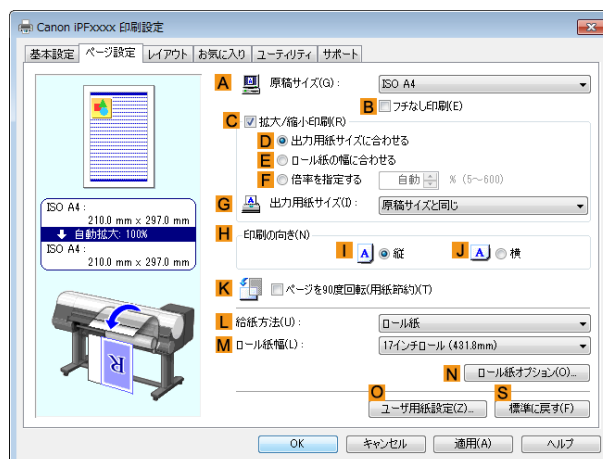 Canon iPFxxxx 印刷設定
基本設定 ページ設定 レイアウト お気に入り ユーティリティ サポート
A 原稿サイズ(G): ISO A4
B フチなし印刷(E)
C 拡大/縮小印刷(R)
D 出力用紙サイズに合わせる
E ロール紙の幅に合わせる
F 倍率を指定する 自動 % (5～600)
G A 出力用紙サイズ(I): 原稿サイズと同じ
H 印刷の向き(N)
I A 縦 J A 横
K ページを90度回転(用紙節約)(T)
ISO A4 :
210.0 mm x 297.0 mm
自動拡大: 100%
ISO A4 :
210.0 mm x 297.0 mm
R
L 給紙方法(U): ロール紙
M ロール紙幅(L): 17インチロール (431.8mm)
N ロール紙オプション(O)...
O S
ユーザ用紙設定(Z)... 標準に戻す(F)
OK キャンセル 適用(A) ヘルプ